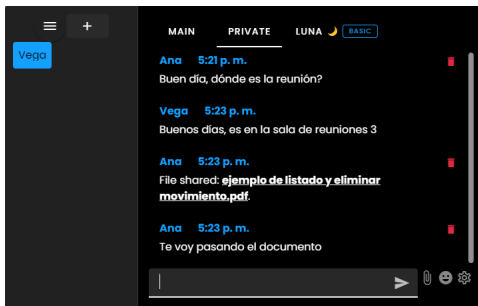 +
MAIN PRIVATE LUNA 🌙 BASIC
Vega
Ana 5:21 p. m.
Buen día, dónde es la reunión?
Vega 5:23 p. m.
Buenos días, es en la sala de reuniones 3
Ana 5:23 p. m.
File shared: ejemplo de listado y eliminar
movimiento.pdf.
Ana 5:23 p. m.
Te voy pasando el documento